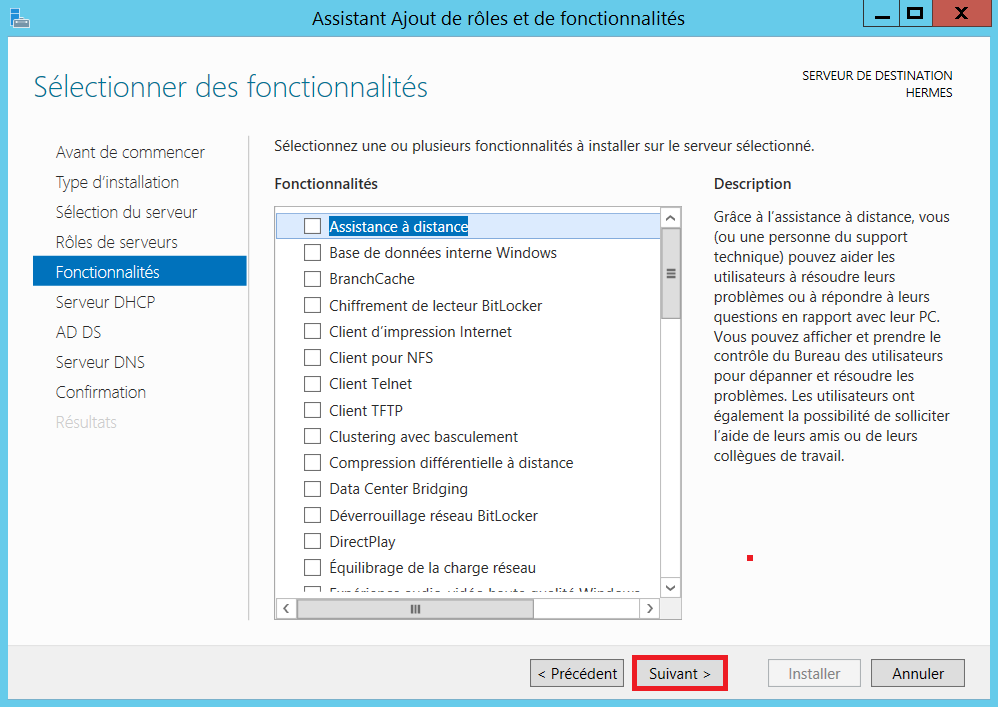 Assistant Ajout de rôles et de fonctionnalités
Sélectionner des fonctionnalités
SERVEUR DE DESTINATION
HERMES
Avant de commencer
Type d'installation
Sélection du serveur
Rôles de serveurs
Fonctionnalités
Serveur DHCP
AD DS
Serveur DNS
Confirmation
Résultats
Sélectionnez une ou plusieurs fonctionnalités à installer sur le serveur sélectionné.
Fonctionnalités
Assistance à distance
Base de données interne Windows
BranchCache
Chiffrement de lecteur BitLocker
Client d'impression Internet
Client pour NFS
Client Telnet
Client TFTP
Clustering avec basculement
Compression différentielle à distance
Data Center Bridging
Déverrouillage réseau BitLocker
DirectPlay
Équilibrage de la charge réseau
Expérience audio-vidéo haute qualité Windows
Description
Grâce à l'assistance à distance, vous
(ou une personne du support
technique) pouvez aider les
utilisateurs à résoudre leurs
problèmes ou à répondre à leurs
questions en rapport avec leur PC.
Vous pouvez afficher et prendre le
contrôle du Bureau des utilisateurs
pour dépanner et résoudre les
problèmes. Les utilisateurs ont
également la possibilité de solliciter
l'aide de leurs amis ou de leurs
collègues de travail.
< Précédent
Suivant >
Installer
Annuler